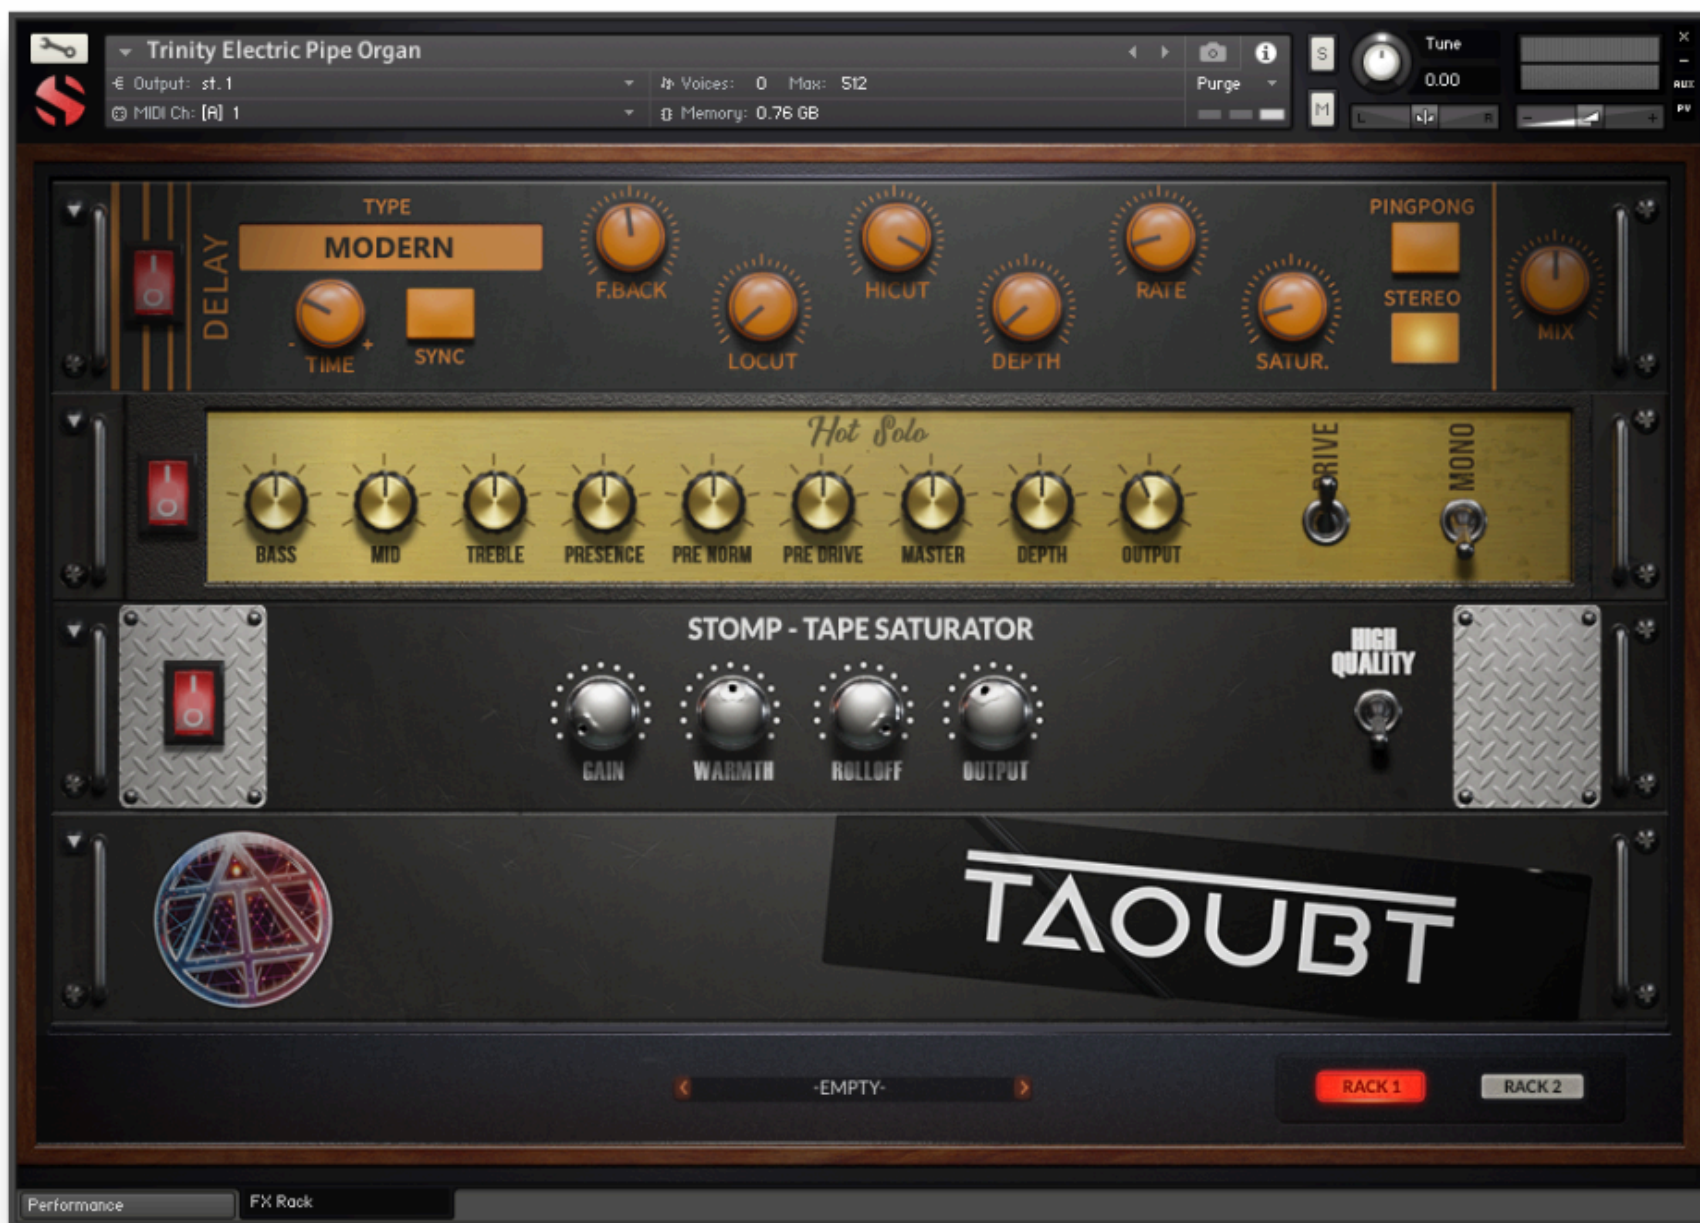 Trinity Electric Pipe Organ
Output: st. 1
Voices: 0 Max: 512
Purge
MIDI Ch: [A] 1
Memory: 0.76 GB
S
M
Tune
0.00
L R
- +
×
-
AUX
PV
DELAY
TYPE
MODERN
- TIME +
SYNC
F.BACK
LOCUT
HICUT
DEPTH
RATE
SATUR.
PINGPONG
STEREO
MIX
Hot Solo
BASS
MID
TREBLE
PRESENCE
PRE NORM
PRE DRIVE
MASTER
DEPTH
OUTPUT
DRIVE
MONO
STOMP - TAPE SATURATOR
GAIN
WARMTH
ROLLOFF
OUTPUT
HIGH
QUALITY
TAOUBT
-EMPTY-
RACK 1
RACK 2
Performance
FX Rack